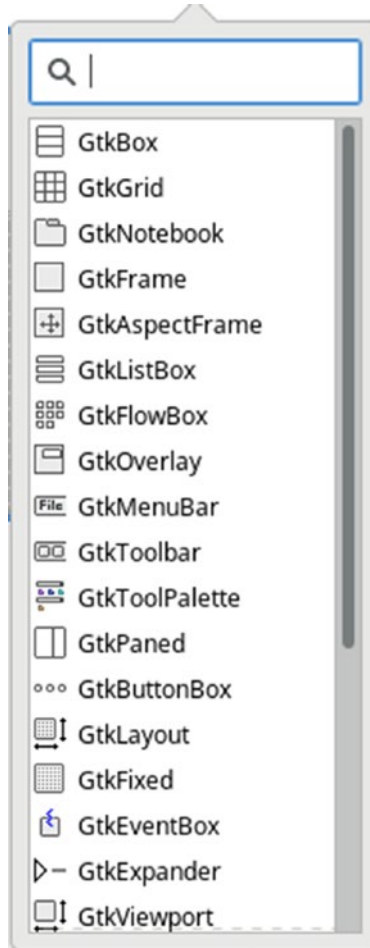 GtkBox
GtkGrid
GtkNotebook
GtkFrame
GtkAspectFrame
GtkListBox
GtkFlowBox
GtkOverlay
File GtkMenuBar
GtkToolbar
GtkToolPalette
GtkPaned
GtkButtonBox
GtkLayout
GtkFixed
GtkEventBox
GtkExpander
GtkViewport